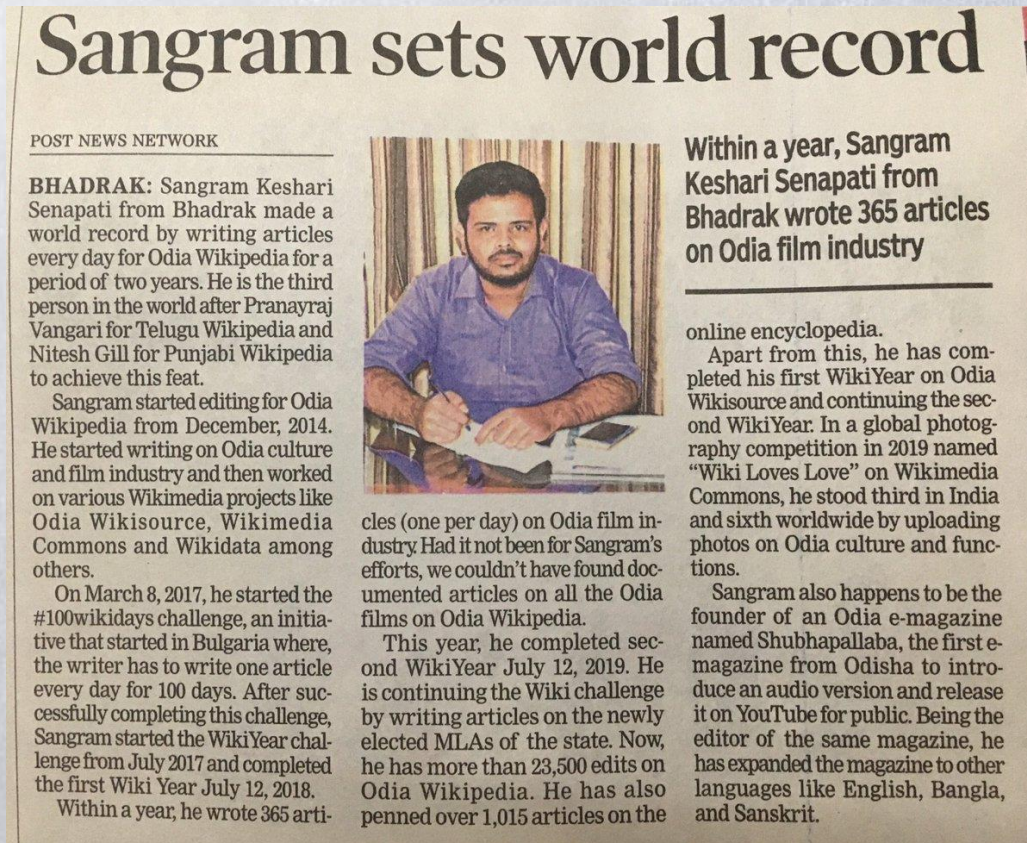 Sangram sets world record
POST NEWS NETWORK
BHADRAK: Sangram Keshari
Senapati from Bhadrak made a
world record by writing articles
every day for Odia Wikipedia for a
period of two years. He is the third
person in the world after Pranayraj
Vangari for Telugu Wikipedia and
Nitesh Gill for Punjabi Wikipedia
to achieve this feat.
Sangram started editing for Odia
Wikipedia from December, 2014.
He started writing on Odia culture
and film industry and then worked
on various Wikimedia projects like
Odia Wikisource, Wikimedia
Commons and Wikidata among
others.
On March 8, 2017, he started the
#100wikidays challenge, an initia-
tive that started in Bulgaria where,
the writer has to write one article
every day for 100 days. After suc-
cessfully completing this challenge,
Sangram started the WikiYear chal-
lenge from July 2017 and completed
the first Wiki Year July 12, 2018.
Within a year, he wrote 365 arti-
cles (one per day) on Odia film in-
dustry. Had it not been for Sangram's
efforts, we couldn't have found doc-
umented articles on all the Odia
films on Odia Wikipedia.
This year, he completed sec-
ond WikiYear July 12, 2019. He
is continuing the Wiki challenge
by writing articles on the newly
elected MLAs of the state. Now,
he has more than 23,500 edits on
Odia Wikipedia. He has also
penned over 1,015 articles on the
Within a year, Sangram
Keshari Senapati from
Bhadrak wrote 365 articles
on Odia film industry
online encyclopedia.
Apart from this, he has com-
pleted his first WikiYear on Odia
Wikisource and continuing the sec-
ond WikiYear. In a global photog-
raphy competition in 2019 named
"Wiki Loves Love" on Wikimedia
Commons, he stood third in India
and sixth worldwide by uploading
photos on Odia culture and func-
tions.
Sangram also happens to be the
founder of an Odia e-magazine
named Shubhapallaba, the first e-
magazine from Odisha to intro-
duce an audio version and release
it on YouTube for public. Being the
editor of the same magazine, he
has expanded the magazine to other
languages like English, Bangla,
and Sanskrit.